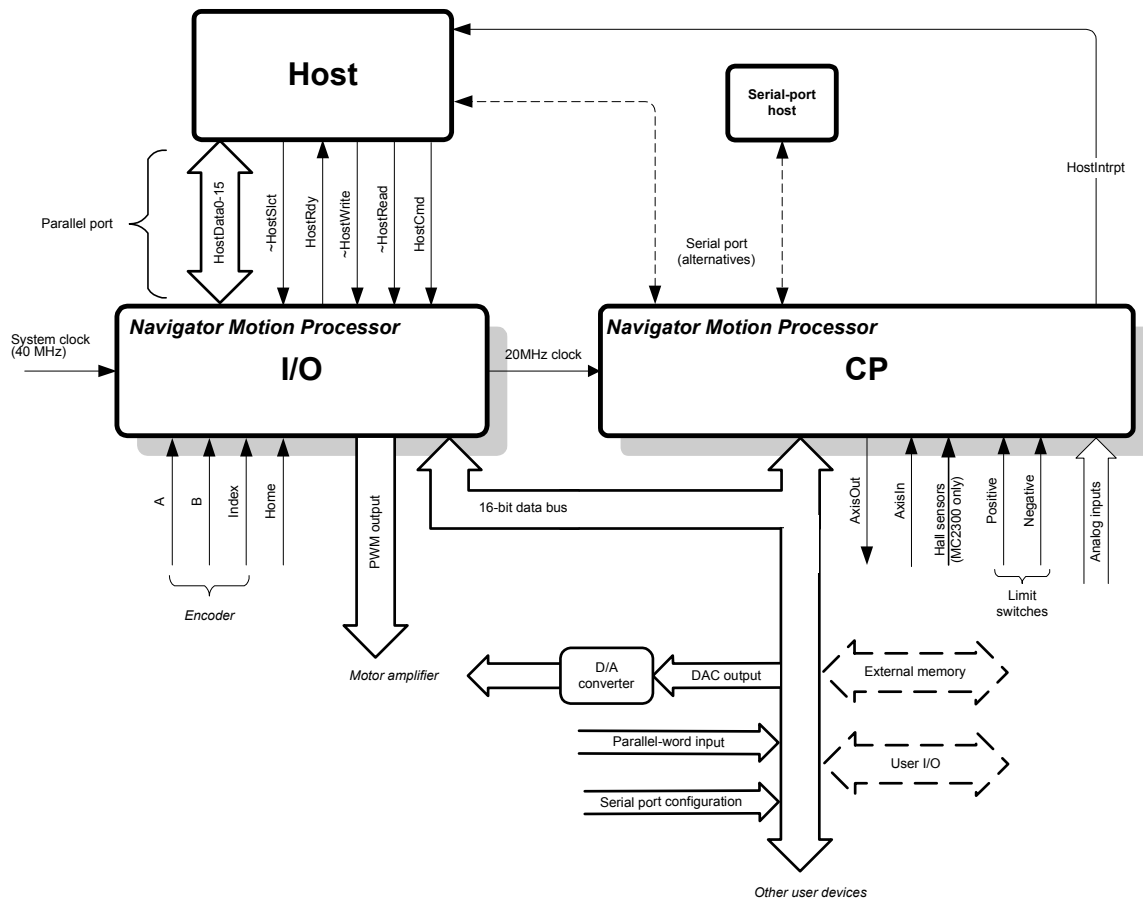 Host
Serial-port
host
HostIntrpt
Parallel port
HostData0-15
~HostSlct
HostRdy
~HostWrite
~HostRead
HostCmd
Serial port
(alternatives)
Navigator Motion Processor
I/O
Navigator Motion Processor
CP
System clock
(40 MHz)
20MHz clock
A
B
Index
Home
Encoder
PWM output
Motor amplifier
16-bit data bus
AxisOut
AxisIn
Hall sensors
(MC2300 only)
Positive
Negative
Limit
switches
Analog inputs
D/A
converter
DAC output
External memory
Parallel-word input
User I/O
Serial port configuration
Other user devices